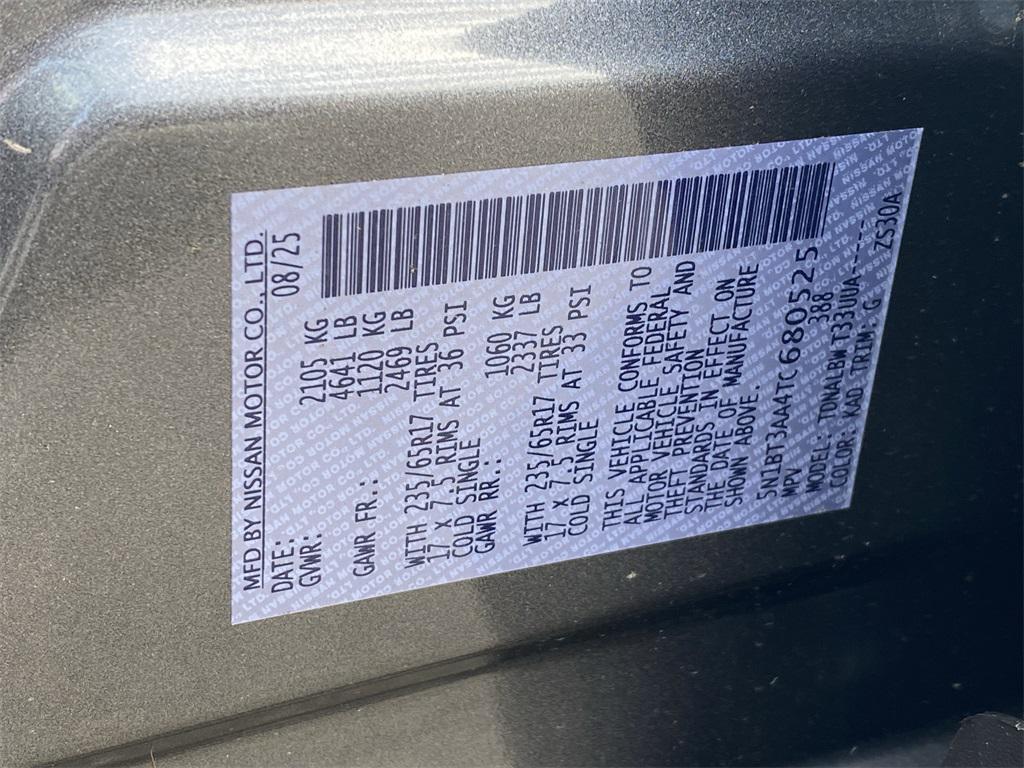 MFD BY NISSAN MOTOR CO., LTD.
DATE: 08/25
GVWR: 2105 KG
4641 LB
GAWR FR.: 1120 KG
2469 LB
WITH 235/65R17 TIRES
17 X 7.5 RIMS AT 36 PSI
COLD SINGLE
GAWR RR.: 1060 KG
2337 LB
WITH 235/65R17 TIRES
17 X 7.5 RIMS AT 33 PSI
COLD SINGLE
THIS VEHICLE CONFORMS TO
ALL APPLICABLE FEDERAL
MOTOR VEHICLE SAFETY AND
THEFT PREVENTION
STANDARDS IN EFFECT ON
THE DATE OF MANUFACTURE
SHOWN ABOVE.
5N1BT3AA4TC680525
MPV 388
MODEL: TONALBWT33UUA-----
COLOR: KAD TRIM: G ZS30A1